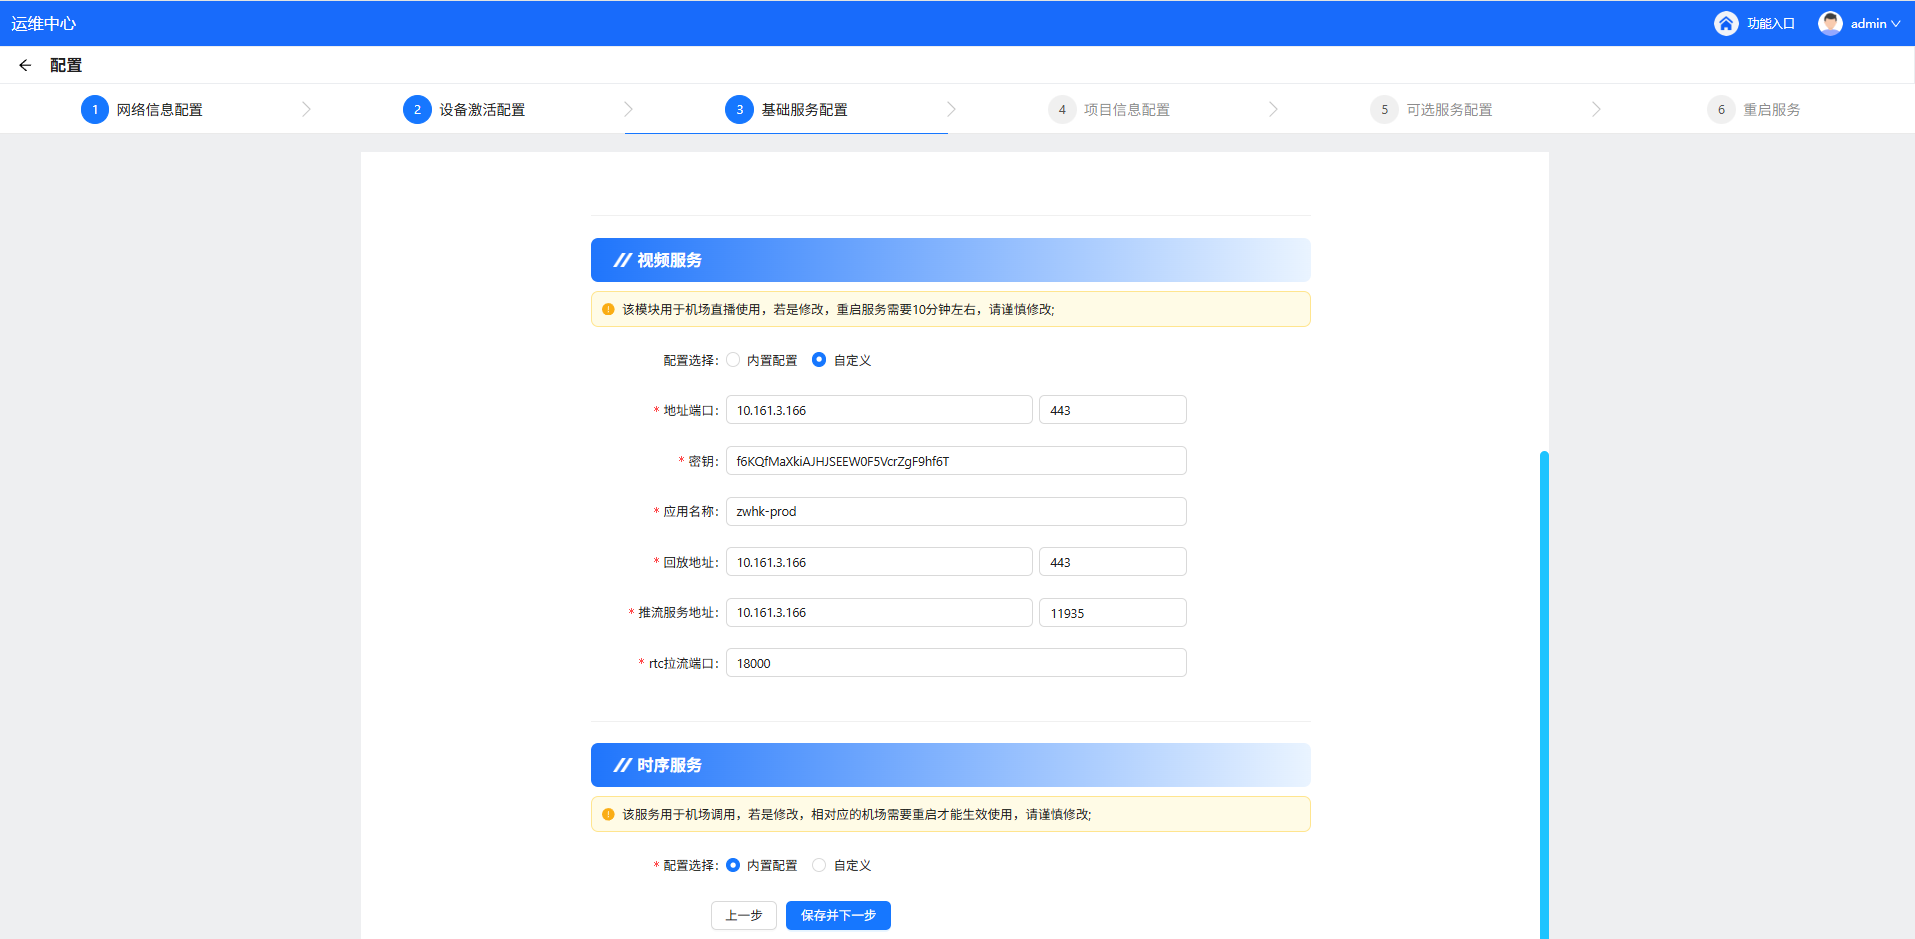 运维中心
功能入口
admin
配置
1 网络信息配置
2 设备激活配置
3 基础服务配置
4 项目信息配置
5 可选服务配置
6 重启服务
// 视频服务
该模块用于机场直播使用，若是修改，重启服务需要10分钟左右，请谨慎修改;
配置选择： 内置配置 自定义
* 地址端口： 10.161.3.166 443
* 密钥： f6KQfMaXkiAJHJSEEW0F5VcrZgF9hf6T
* 应用名称： zwhk-prod
* 回放地址： 10.161.3.166 443
* 推流服务地址： 10.161.3.166 11935
* rtc拉流端口： 18000
// 时序服务
该服务用于机场调用，若是修改，相对应的机场需要重启才能生效使用，请谨慎修改;
* 配置选择： 内置配置 自定义
上一步 保存并下一步